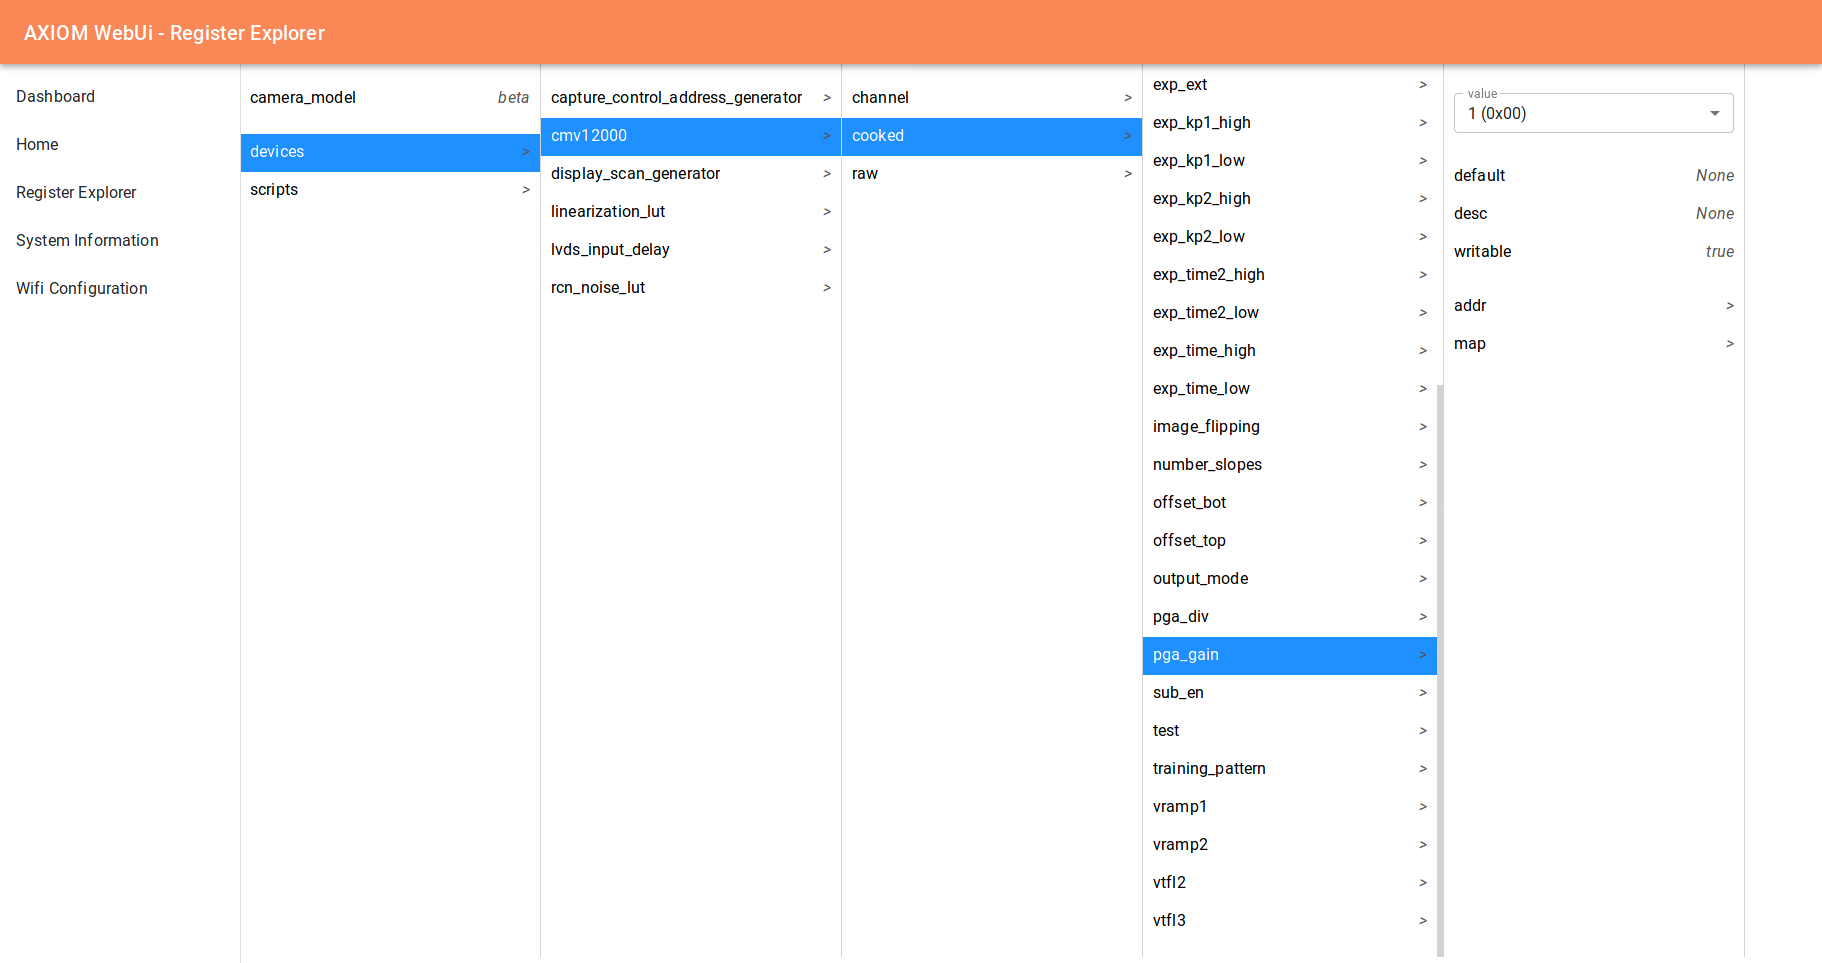 AXIOM WebUi - Register Explorer
Dashboard
Home
Register Explorer
System Information
Wifi Configuration
camera_model beta
devices >
scripts >
capture_control_address_generator >
cmv12000 >
display_scan_generator >
linearization_lut >
lvds_input_delay >
rcn_noise_lut >
channel >
cooked >
raw >
exp_ext >
exp_kp1_high >
exp_kp1_low >
exp_kp2_high >
exp_kp2_low >
exp_time2_high >
exp_time2_low >
exp_time_high >
exp_time_low >
image_flipping >
number_slopes >
offset_bot >
offset_top >
output_mode >
pga_div >
pga_gain >
sub_en >
test >
training_pattern >
vramp1 >
vramp2 >
vtfl2 >
vtfl3 >
value
1 (0x00)
default None
desc None
writable true
addr >
map >